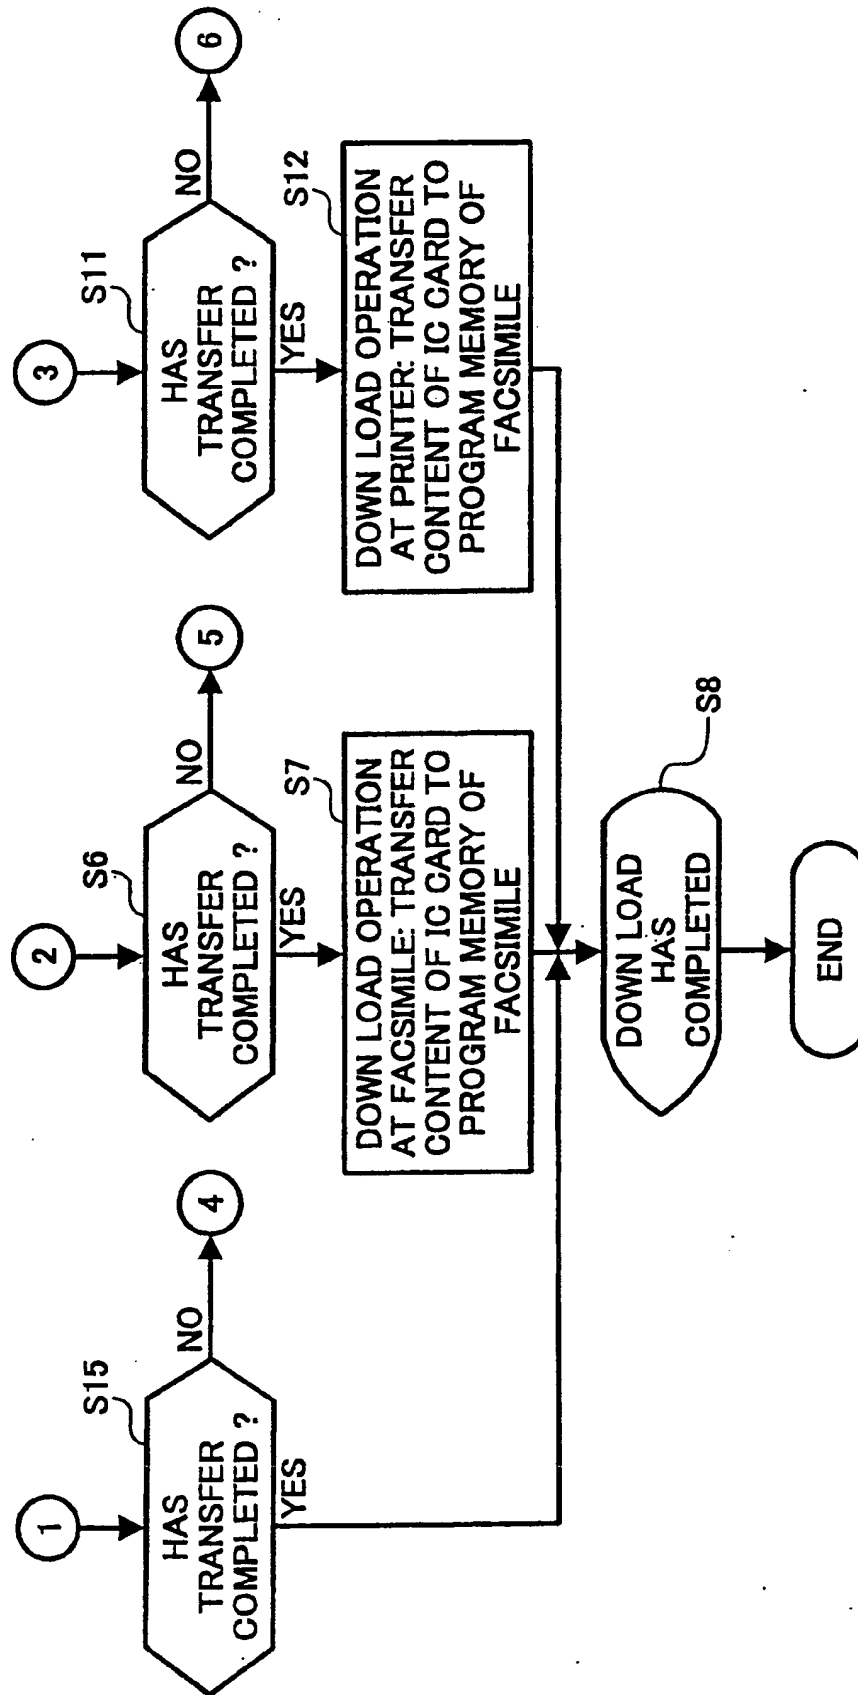 1
S15
HAS
TRANSFER
COMPLETED ?
NO
4
YES
2
S6
HAS
TRANSFER
COMPLETED ?
NO
5
YES
S7
DOWN LOAD OPERATION
AT FACSIMILE: TRANSFER
CONTENT OF IC CARD TO
PROGRAM MEMORY OF
FACSIMILE
3
S11
HAS
TRANSFER
COMPLETED ?
NO
6
YES
S12
DOWN LOAD OPERATION
AT PRINTER: TRANSFER
CONTENT OF IC CARD TO
PROGRAM MEMORY OF
FACSIMILE
S8
DOWN LOAD
HAS
COMPLETED
END